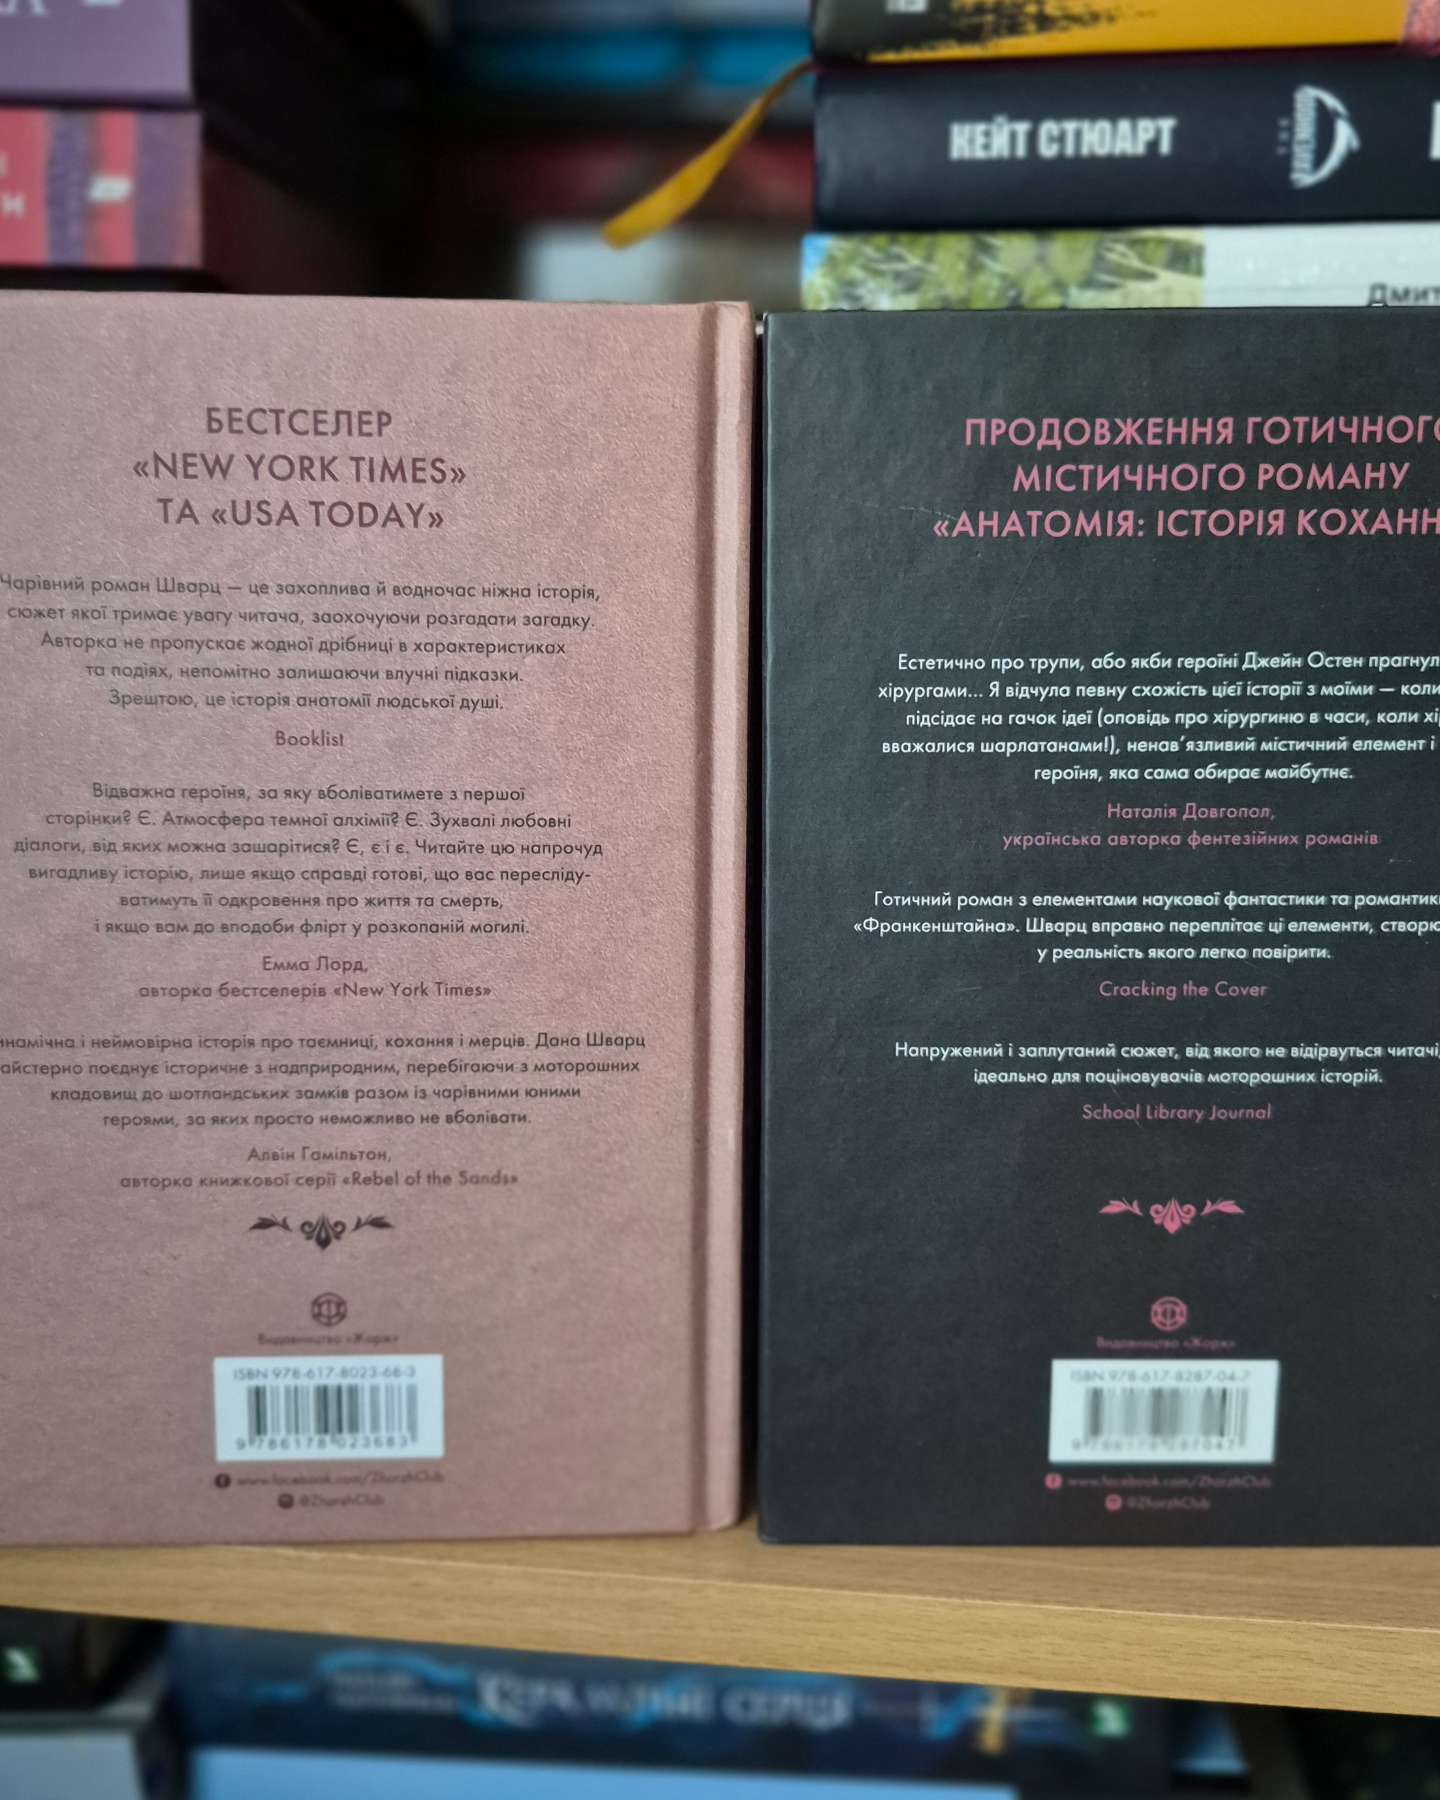 КЕЙТ СТЮАРТ
THE
RAVENHOOD
БЕСТСЕЛЕР
«NEW YORK TIMES»
ТА «USA TODAY»
Чарівний роман Шварц — це захоплива й водночас ніжна історія,
сюжет якої тримає увагу читача, заохочуючи розгадати загадку.
Авторка не пропускає жодної дрібниці в характеристиках
та подіях, непомітно залишаючи влучні підказки.
Зрештою, це історія анатомії людської душі.
Booklist
Відважна героїня, за яку вболіватимете з першої
сторінки? Є. Атмосфера темної алхімії? Є. Зухвалі любовні
діалоги, від яких можна зашарітися? Є, є і є. Читайте цю напрочуд
вигадливу історію, лише якщо справді готові, що вас пересліду-
ватимуть її одкровення про життя та смерть,
і якщо вам до вподоби флірт у розкопаній могилі.
Емма Лорд,
авторка бестселерів «New York Times»
инамічна і неймовірна історія про таємниці, кохання і мерців. Дана Шварц
айстерно поєднує історичне з надприродним, перебігаючи з моторошних
кладовищ до шотландських замків разом із чарівними юними
героями, за яких просто неможливо не вболівати.
Алвін Гамільтон,
авторка книжкової серії «Rebel of the Sands»
Видавництво «Жорж»
ISBN 978-617-8023-68-3
9 786178 023683
www.facebook.com/ZhorzhClub
@ZhorzhClub
ПРОДОВЖЕННЯ ГОТИЧНОГО
МІСТИЧНОГО РОМАНУ
«АНАТОМІЯ: ІСТОРІЯ КОХАНН
Естетично про трупи, або якби героїні Джейн Остен прагнул
хірургами... Я відчула певну схожість цієї історії з моїми — коли
підсідає на гачок ідеї (оповідь про хірургиню в часи, коли хі
вважалися шарлатанами!), ненав’язливий містичний елемент і
героїня, яка сама обирає майбутнє.
Наталія Довгопол,
українська авторка фентезійних романів
Готичний роман з елементами наукової фантастики та романтики
«Франкенштайна». Шварц вправно переплітає ці елементи, створю
у реальність якого легко повірити.
Cracking the Cover
Напружений і заплутаний сюжет, від якого не відірвуться читачі,
ідеально для поціновувачів моторошних історій.
School Library Journal
Видавництво «Жорж»
ISBN 978-617-8287-04-7
9 786178 287047
www.facebook.com/ZhorzhClub
@ZhorzhClub